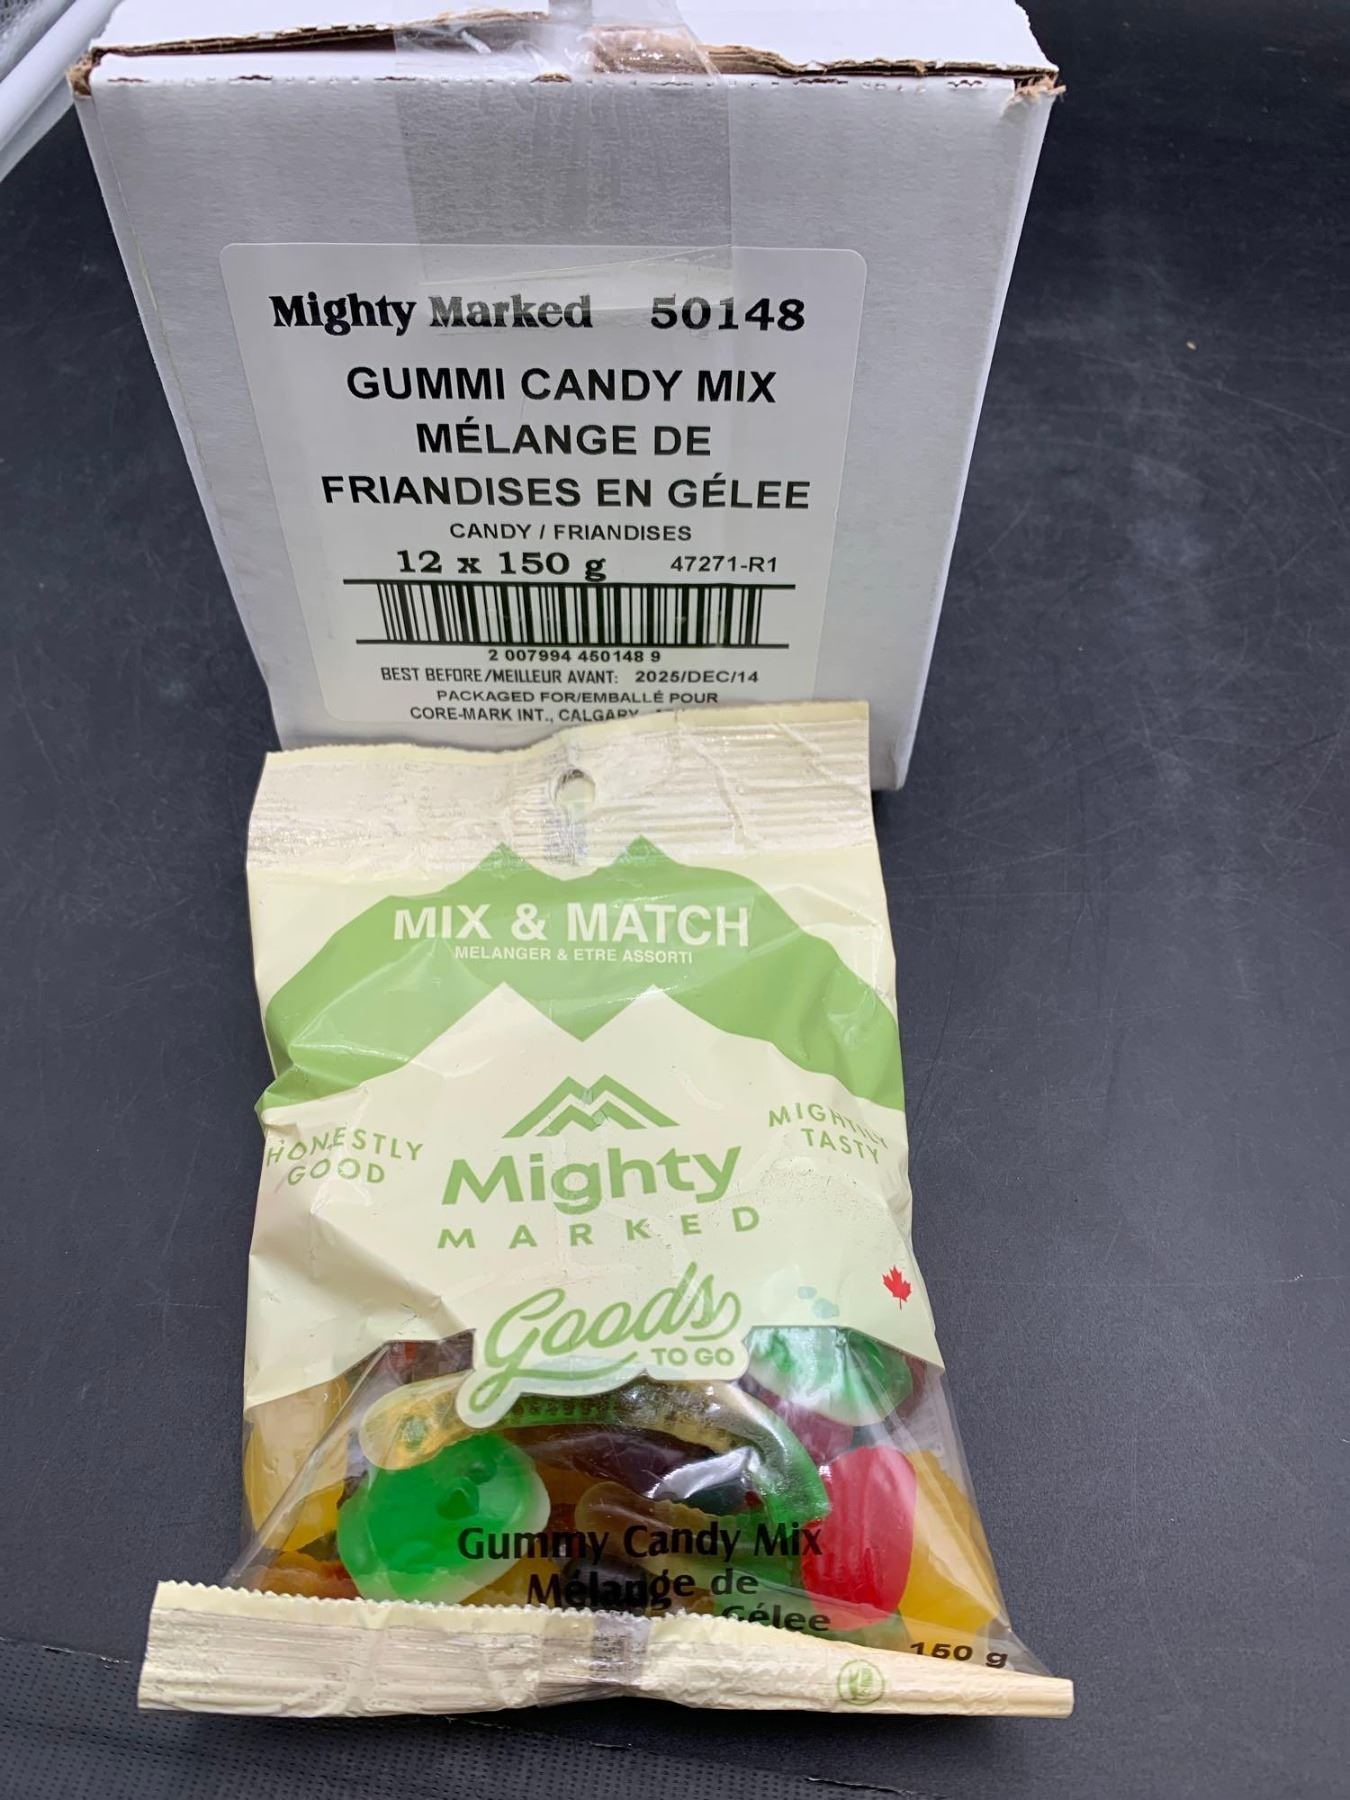 Mighty Marked 50148
GUMMI CANDY MIX
MÉLANGE DE
FRIANDISES EN GÉLEE
CANDY / FRIANDISES
12 x 150 g 47271-R1
2 007994 450148 9
BEST BEFORE/MEILLEUR AVANT: 2025/DEC/14
PACKAGED FOR/EMBALLÉ POUR
CORE-MARK INT., CALGARY
MIX & MATCH
MELANGER & ETRE ASSORTI
HONESTLY
GOOD
MIGHTILY
TASTY
Mighty
MARKED
Goods
TO GO
Gummy Candy Mix
Mélange de
Gélee
150 g